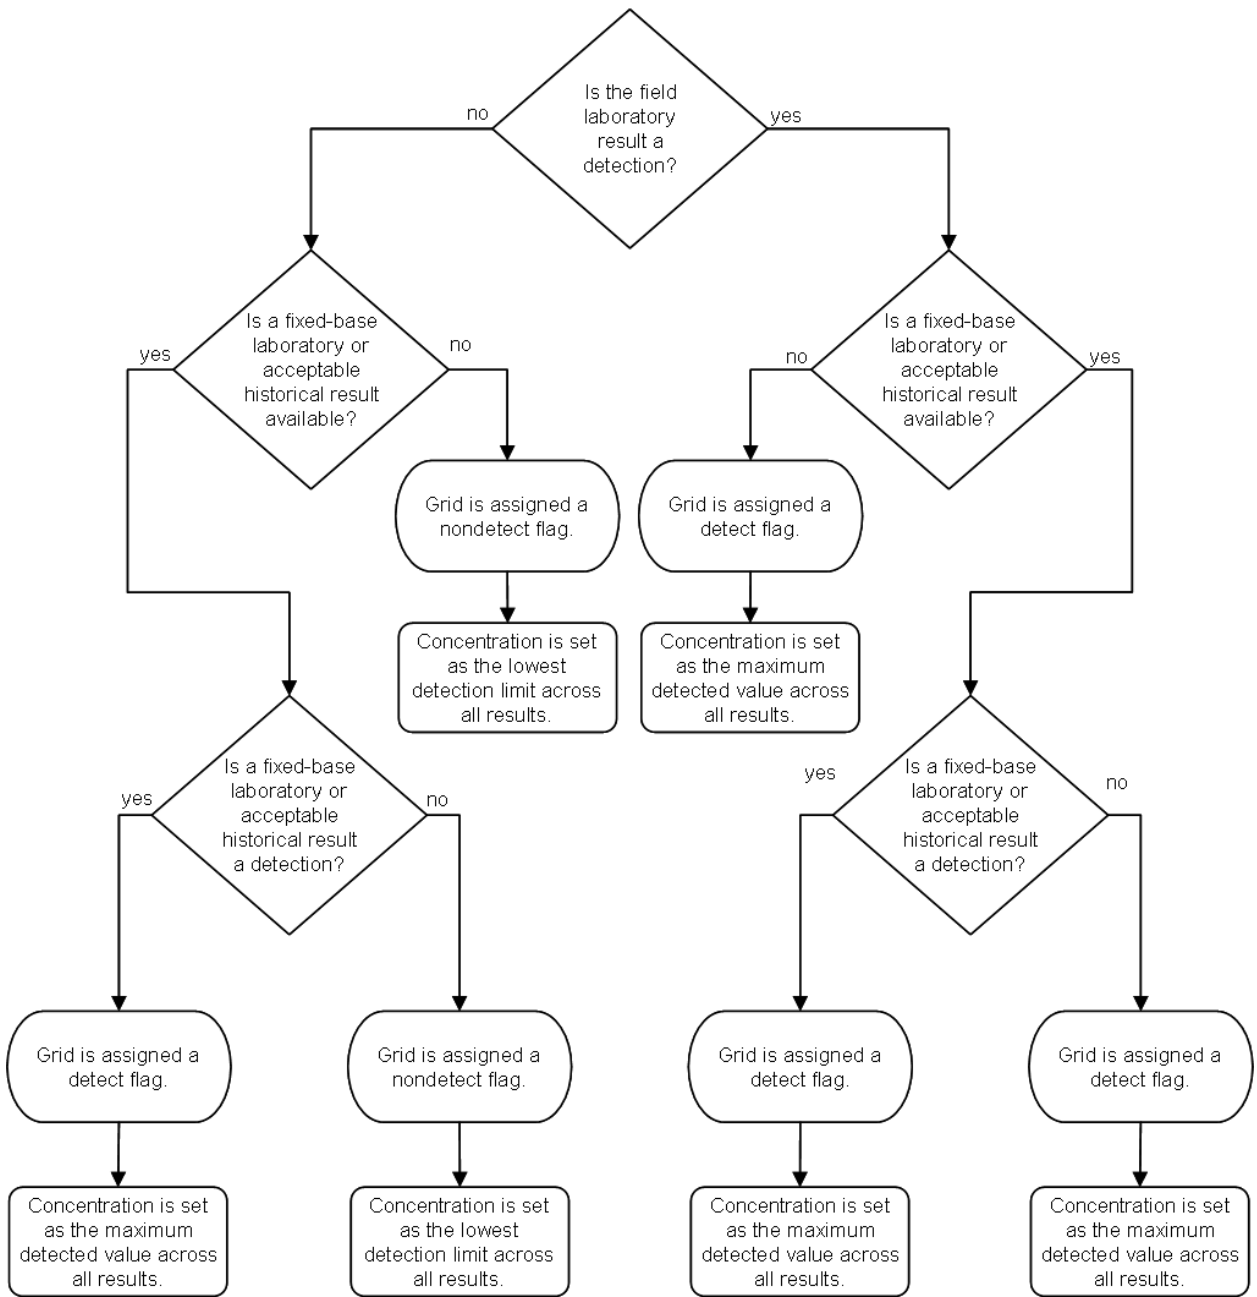 Is the field
laboratory
result a
detection?
no
yes
Is a fixed-base
laboratory or
acceptable
historical result
available?
yes
no
Is a fixed-base
laboratory or
acceptable
historical result
available?
no
yes
Grid is assigned a
nondetect flag.
Grid is assigned a
detect flag.
Concentration is set
as the lowest
detection limit across
all results.
Concentration is set
as the maximum
detected value across
all results.
Is a fixed-base
laboratory or
acceptable
historical result
a detection?
yes
no
Is a fixed-base
laboratory or
acceptable
historical result
a detection?
yes
no
Grid is assigned a
detect flag.
Grid is assigned a
nondetect flag.
Grid is assigned a
detect flag.
Grid is assigned a
detect flag.
Concentration is set
as the maximum
detected value across
all results.
Concentration is set
as the lowest
detection limit across
all results.
Concentration is set
as the maximum
detected value across
all results.
Concentration is set
as the maximum
detected value across
all results.